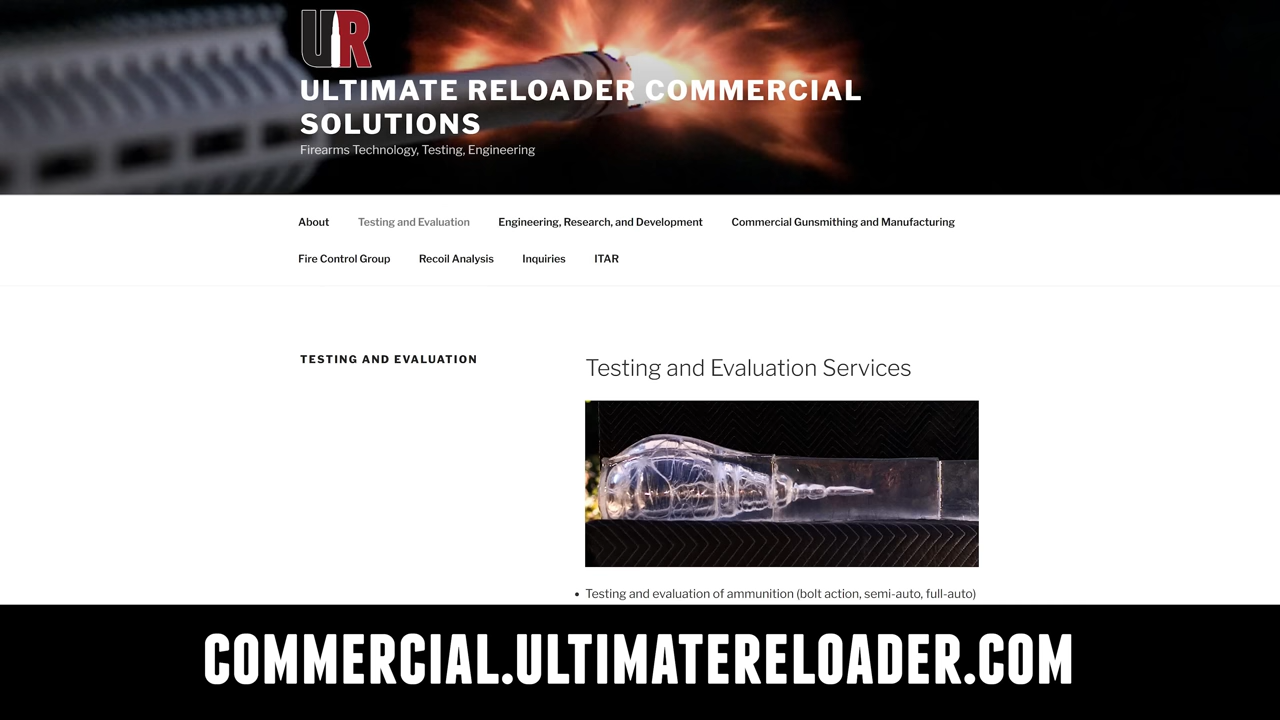 UR
ULTIMATE RELOADER COMMERCIAL
SOLUTIONS
Firearms Technology, Testing, Engineering
About Testing and Evaluation Engineering, Research, and Development Commercial Gunsmithing and Manufacturing
Fire Control Group Recoil Analysis Inquiries ITAR
TESTING AND EVALUATION
Testing and Evaluation Services
• Testing and evaluation of ammunition (bolt action, semi-auto, full-auto)
COMMERCIAL.ULTIMATERELOADER.COM